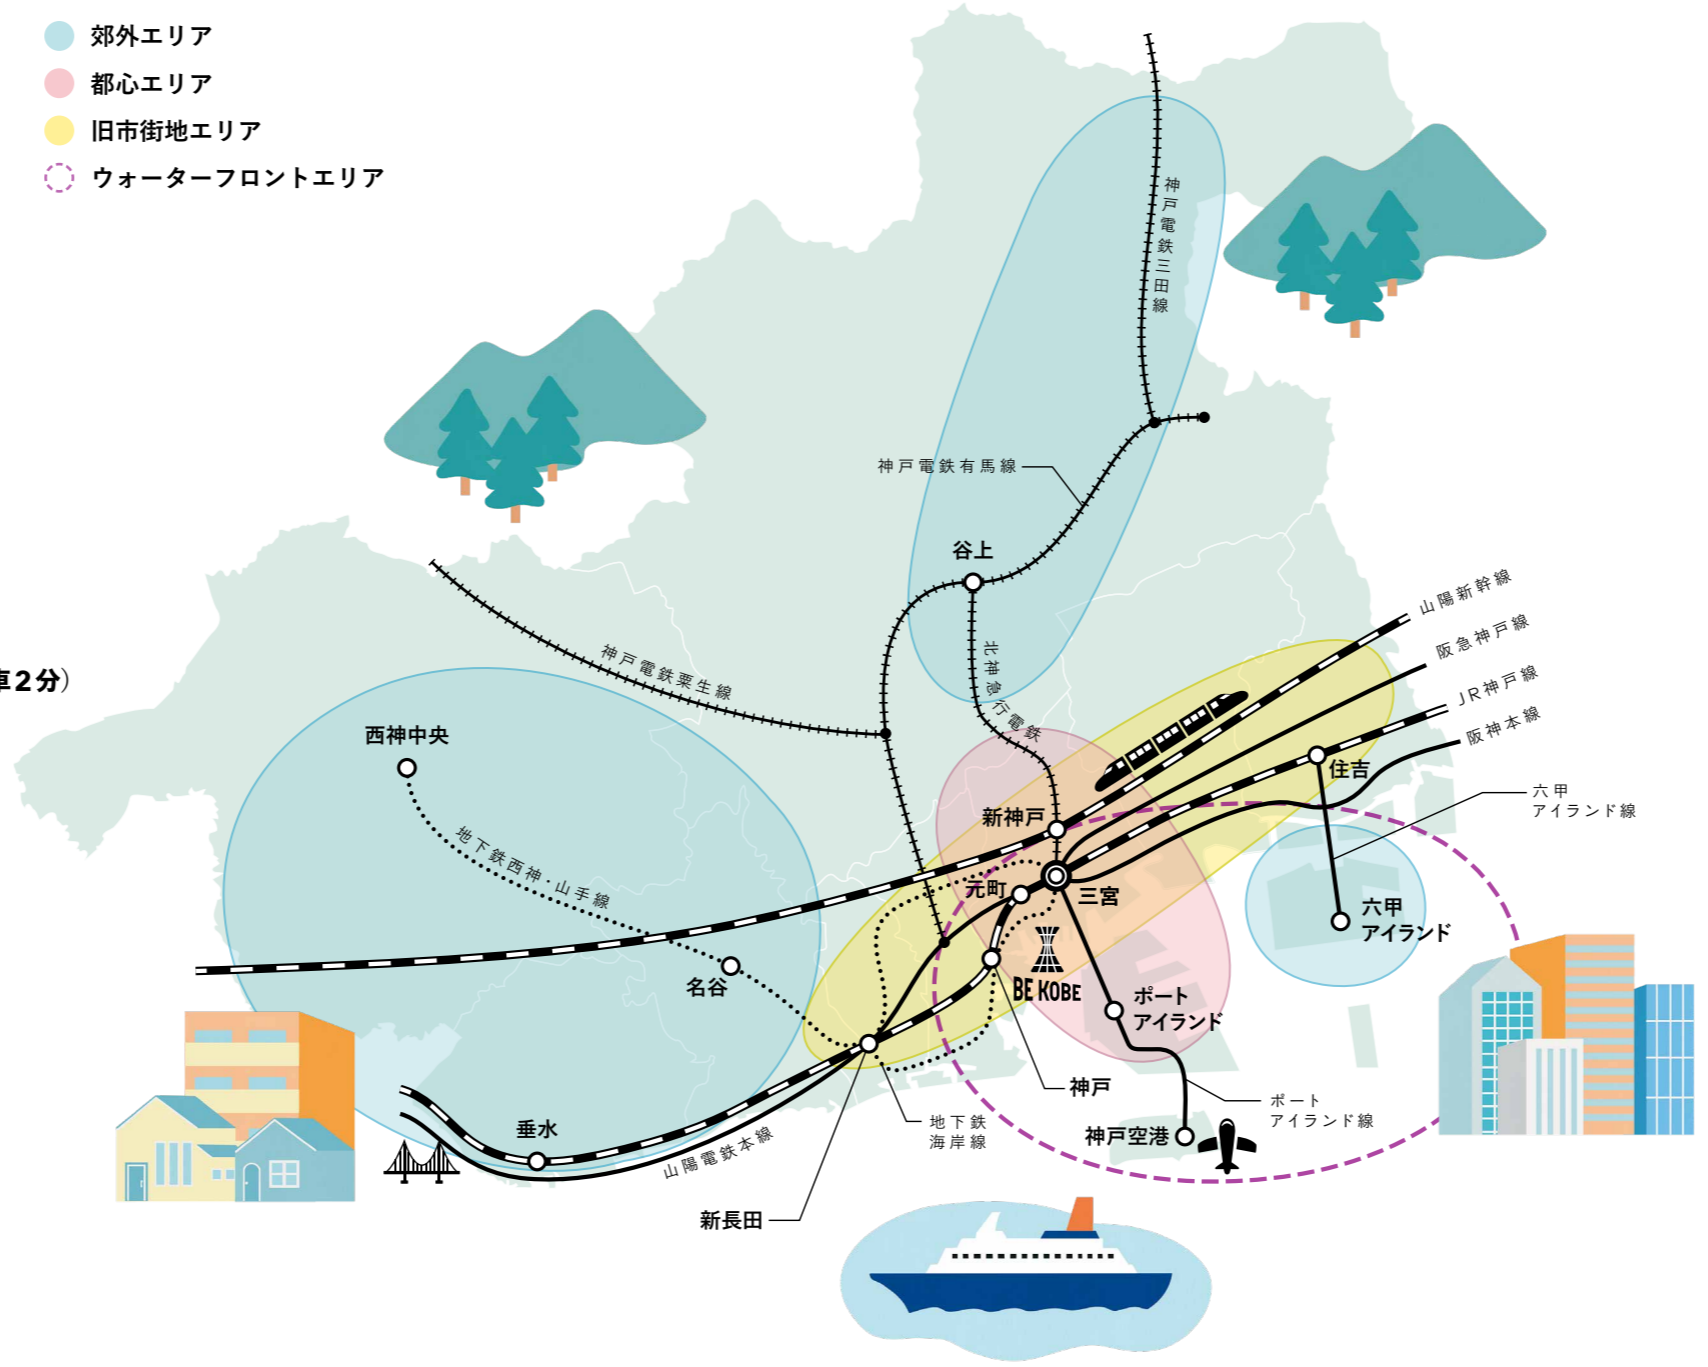 郊外エリア
都心エリア
旧市街地エリア
ウォーターフロントエリア
神戸電鉄三田線
神戸電鉄有馬線
谷上
山陽新幹線
阪急神戸線
北神急行電鉄
神戸電鉄粟生線
車2分）
JR神戸線
阪神本線
西神中央
住吉
六甲
アイランド線
新神戸
地下鉄西神・山手線
元町
三宮
六甲
アイランド
名谷
BE KOBE
ポート
アイランド
神戸
ポート
アイランド線
地下鉄
海岸線
垂水
神戸空港
山陽電鉄本線
新長田